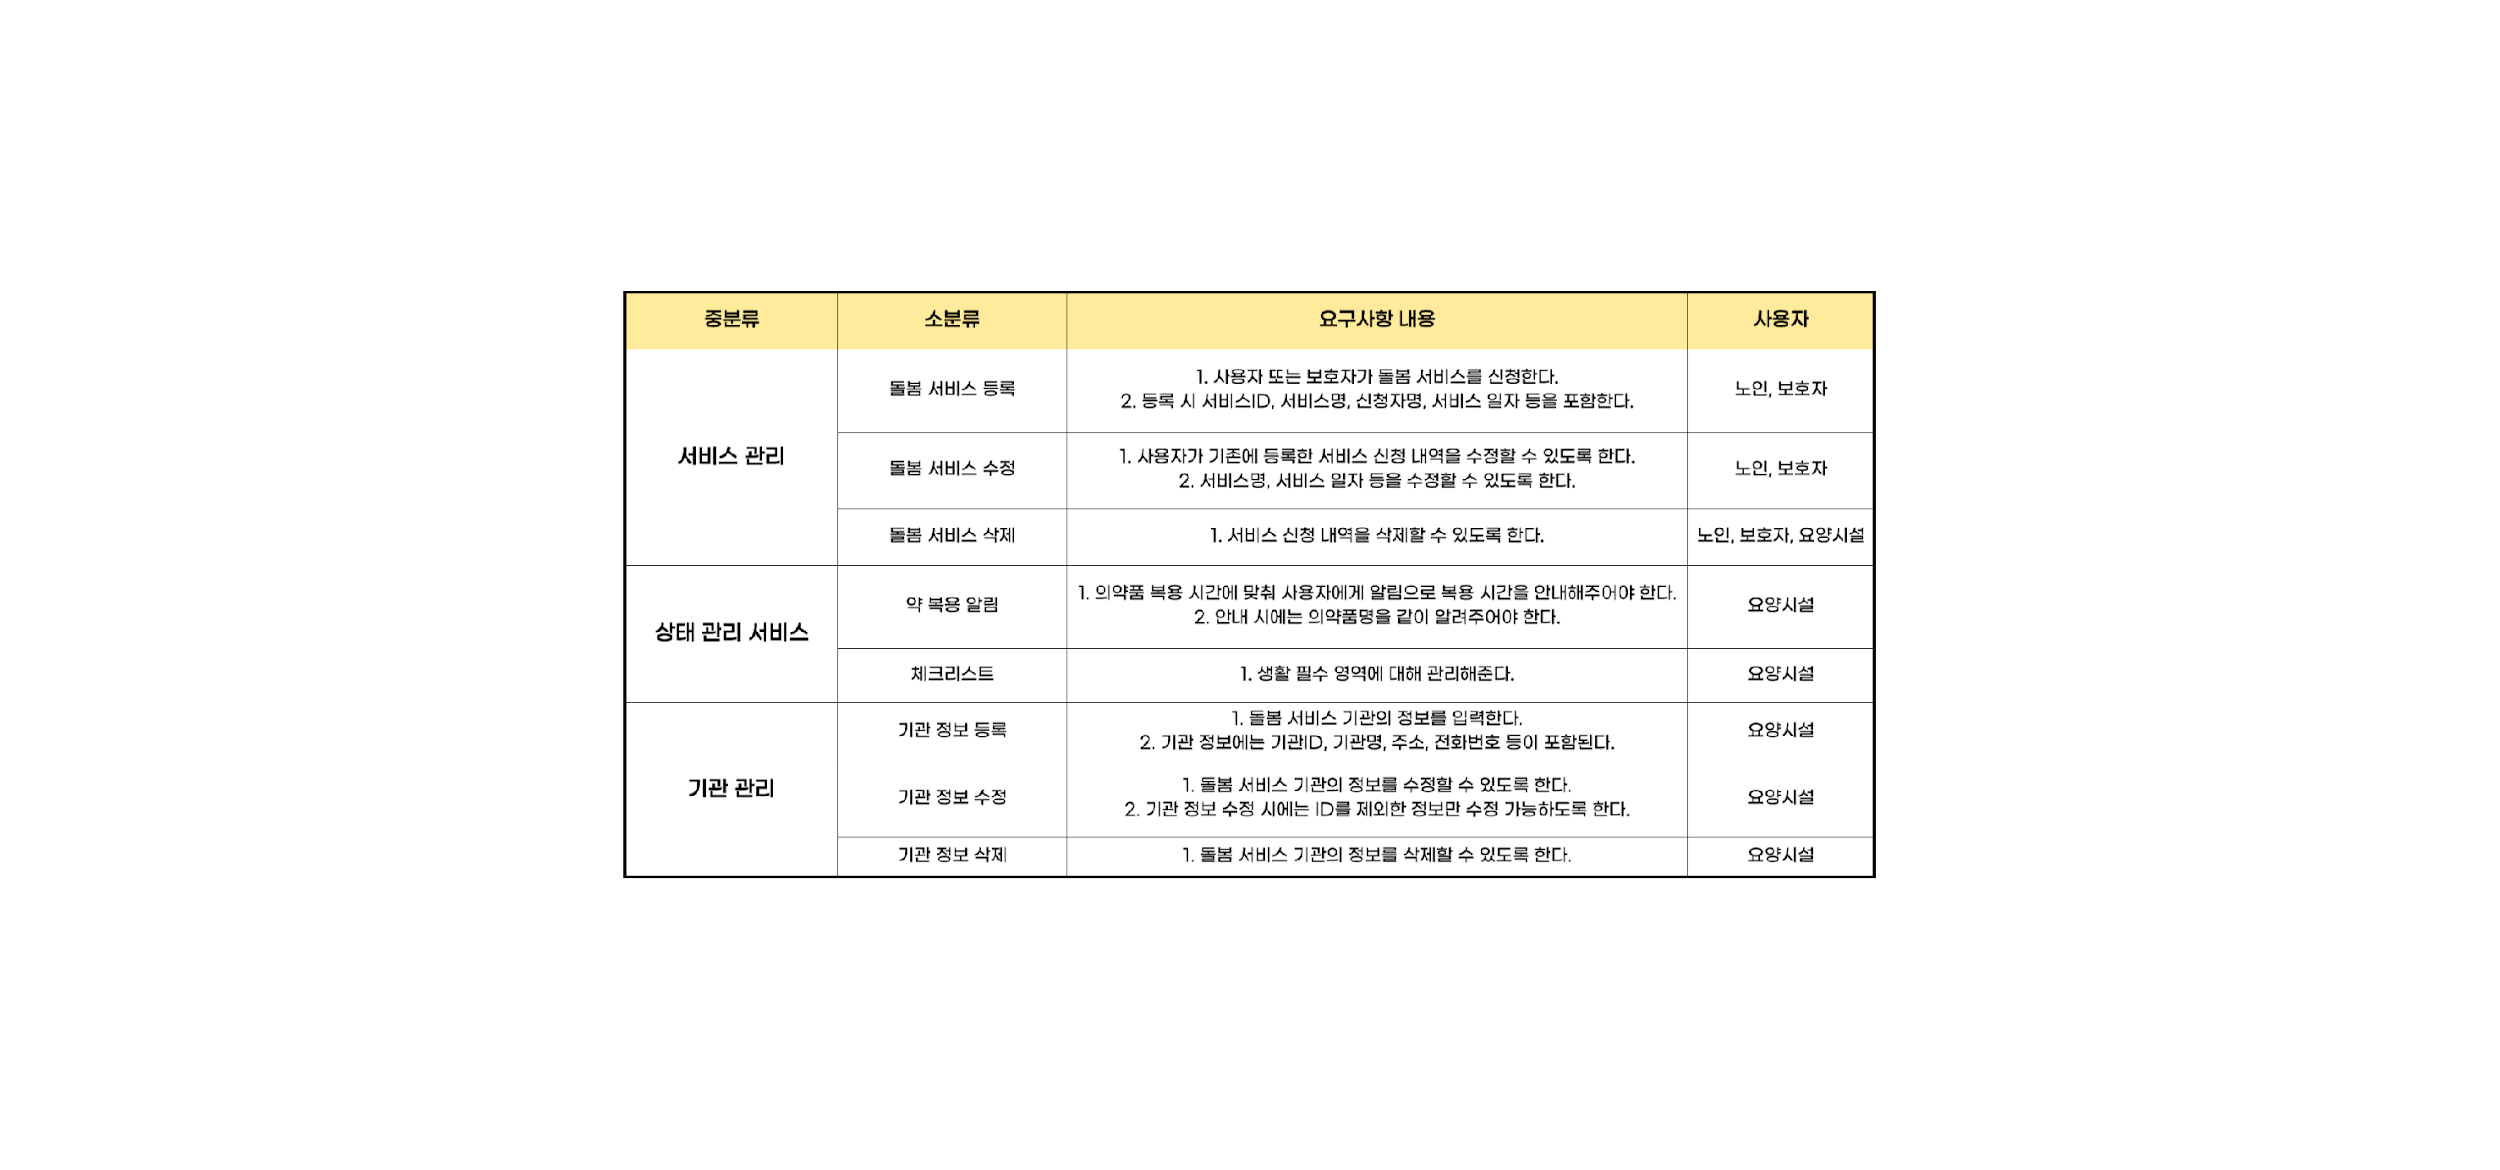 중분류 소분류 요구사항 내용 사용자
서비스 관리
돌봄 서비스 등록
1. 사용자 또는 보호자가 돌봄 서비스를 신청한다.
2. 등록 시 서비스ID, 서비스명, 신청자명, 서비스 일자 등을 포함한다.
노인, 보호자
돌봄 서비스 수정
1. 사용자가 기존에 등록한 서비스 신청 내역을 수정할 수 있도록 한다.
2. 서비스명, 서비스 일자 등을 수정할 수 있도록 한다.
노인, 보호자
돌봄 서비스 삭제
1. 서비스 신청 내역을 삭제할 수 있도록 한다.
노인, 보호자, 요양시설
상태 관리 서비스
약 복용 알림
1. 의약품 복용 시간에 맞춰 사용자에게 알림으로 복용 시간을 안내해주어야 한다.
2. 안내 시에는 의약품명을 같이 알려주어야 한다.
요양시설
체크리스트
1. 생활 필수 영역에 대해 관리해준다.
요양시설
기관 관리
기관 정보 등록
1. 돌봄 서비스 기관의 정보를 입력한다.
2. 기관 정보에는 기관ID, 기관명, 주소, 전화번호 등이 포함된다.
요양시설
기관 정보 수정
1. 돌봄 서비스 기관의 정보를 수정할 수 있도록 한다.
2. 기관 정보 수정 시에는 ID를 제외한 정보만 수정 가능하도록 한다.
요양시설
기관 정보 삭제
1. 돌봄 서비스 기관의 정보를 삭제할 수 있도록 한다.
요양시설